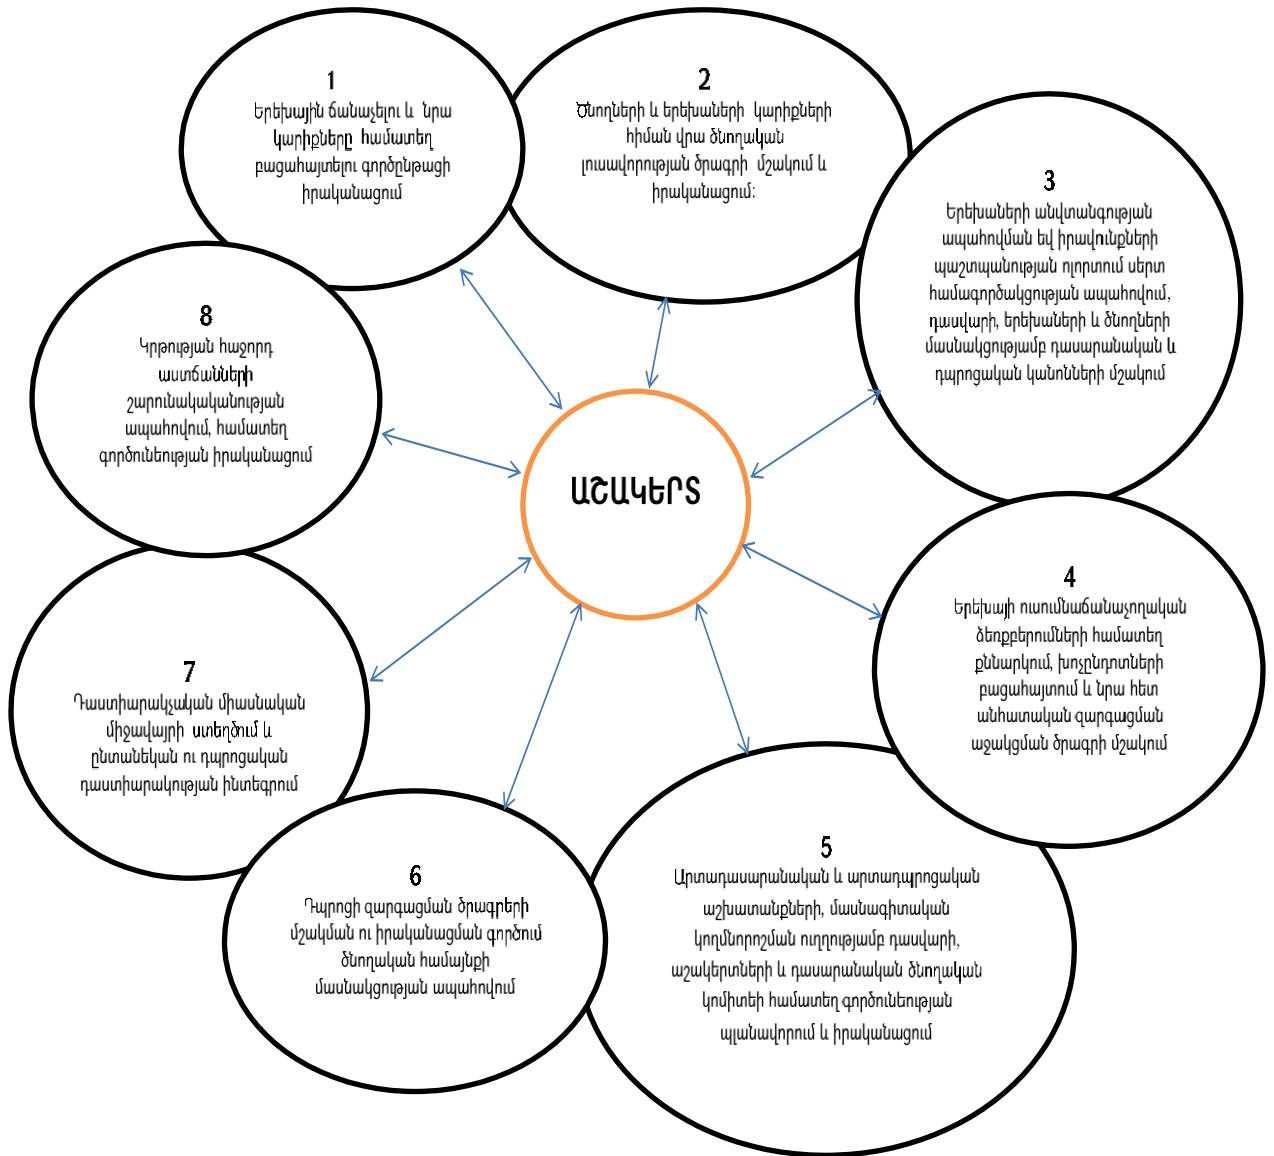 1
Երեխային ճանաչելու և նրա
կարիքները համատեղ
բացահայտելու գործընթացի
իրականացում
2
Ծնողների և երեխաների կարիքների
հիման վրա ծնողական
լուսավորության ծրագրի մշակում և
իրականացում:
3
Երեխաների անվտանգության
ապահովման եվ իրավունքների
պաշտպանության ոլորտում սերտ
համագործակցության ապահովում,
դասվարի, երեխաների և ծնողների
մասնակցությամբ դասարանական և
դպրոցական կանոնների մշակում
4
Երեխայի ուսումնաճանաչողական
ձեռքբերումների համատեղ
քննարկում, խոչընդոտների
բացահայտում և նրա հետ
անհատական զարգացման
աջակցման ծրագրի մշակում
5
Արտադասարանական և արտադպրոցական
աշխատանքների, մասնագիտական
կողմնորոշման ուղղությամբ դասվարի,
աշակերտների և դասարանական ծնողական
կոմիտեի համատեղ գործունեության
պլանավորում և իրականացում
6
Դպրոցի զարգացման ծրագրերի
մշակման ու իրականացման գործում
ծնողական համայնքի
մասնակցության ապահովում
7
Դաստիարակչական միասնական
միջավայրի ստեղծում և
ընտանեկան ու դպրոցական
դաստիարակության ինտեգրում
8
Կրթության հաջորդ
աստճանների
շարունակականության
ապահովում, համատեղ
գործունեության իրականացում
ԱՇԱԿԵՐՏ